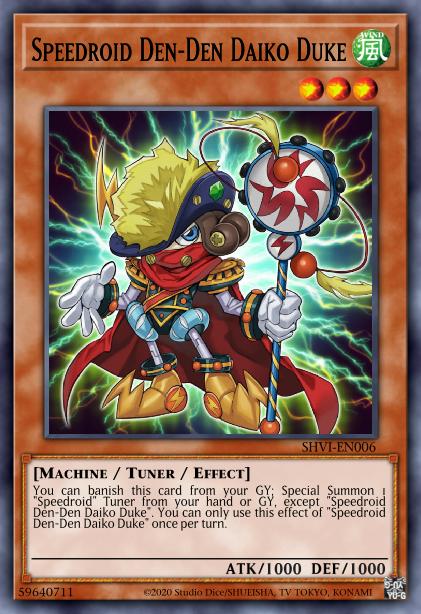 SPEEDROID DEN-DEN DAIKO DUKE
WIND
風
SHVI-EN006
[MACHINE / TUNER / EFFECT]
You can banish this card from your GY; Special Summon 1
"Speedroid" Tuner from your hand or GY, except "Speedroid
Den-Den Daiko Duke". You can only use this effect of "Speedroid
Den-Den Daiko Duke" once per turn.
ATK/1000 DEF/1000
59640711
©2020 Studio Dice/SHUEISHA, TV TOKYO, KONAMI